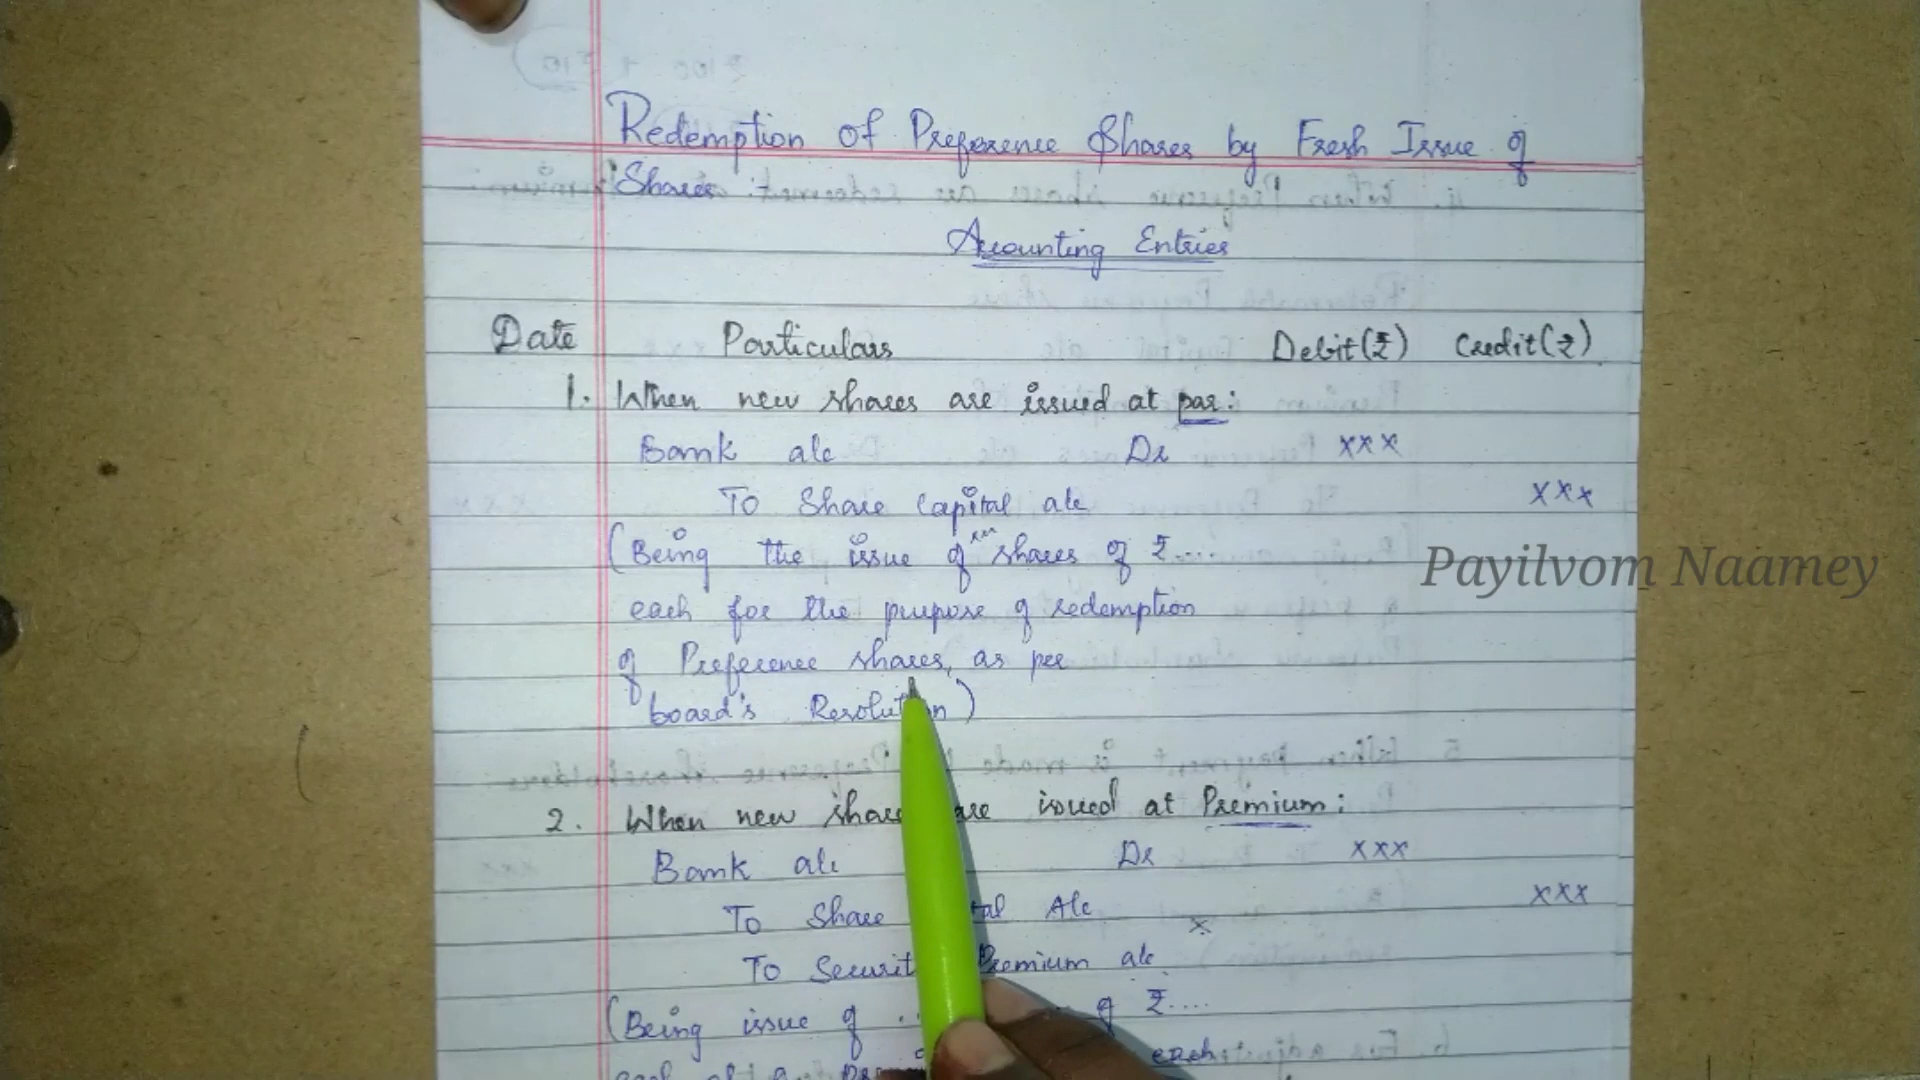 Redemption of Preference Shares by Fresh Issue of
Shares
Accounting Entries
Date Particulars Debit(₹) Credit(₹)
1. When new shares are issued at par:
Bank a/c Dr xxx
To Share Capital a/c xxx
(Being the issue of xxx shares of ₹....
each for the purpose of redemption
of Preference shares, as per
board's Resolution)
Payilvom Naamey
2. When new shares are issued at Premium:
Bank a/c Dr xxx
To Share A/c xxx
To Premium a/c
(Being issue of of ₹....
each